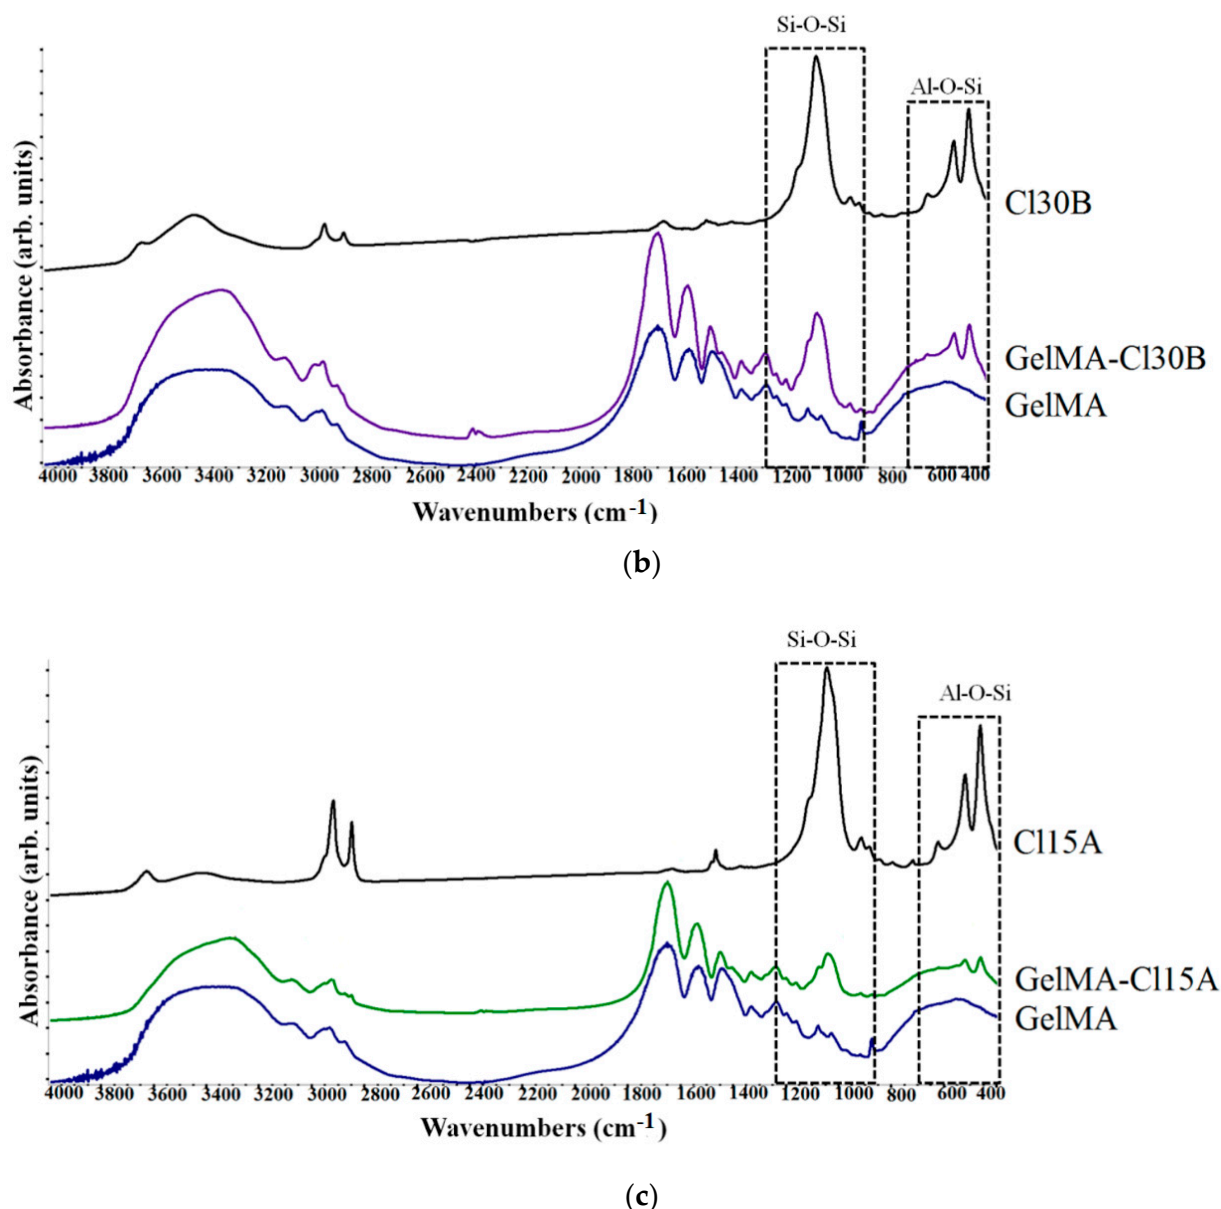 Si-O-Si
Al-O-Si
Absorbance (arb. units)
Cl30B
GelMA-Cl30B
GelMA
4000 3800 3600 3400 3200 3000 2800 2600 2400 2200 2000 1800 1600 1400 1200 1000 800 600 400
Wavenumbers (cm-1)
(b)
Si-O-Si
Al-O-Si
Absorbance (arb. units)
Cl15A
GelMA-Cl15A
GelMA
4000 3800 3600 3400 3200 3000 2800 2600 2400 2200 2000 1800 1600 1400 1200 1000 800 600 400
Wavenumbers (cm-1)
(c)